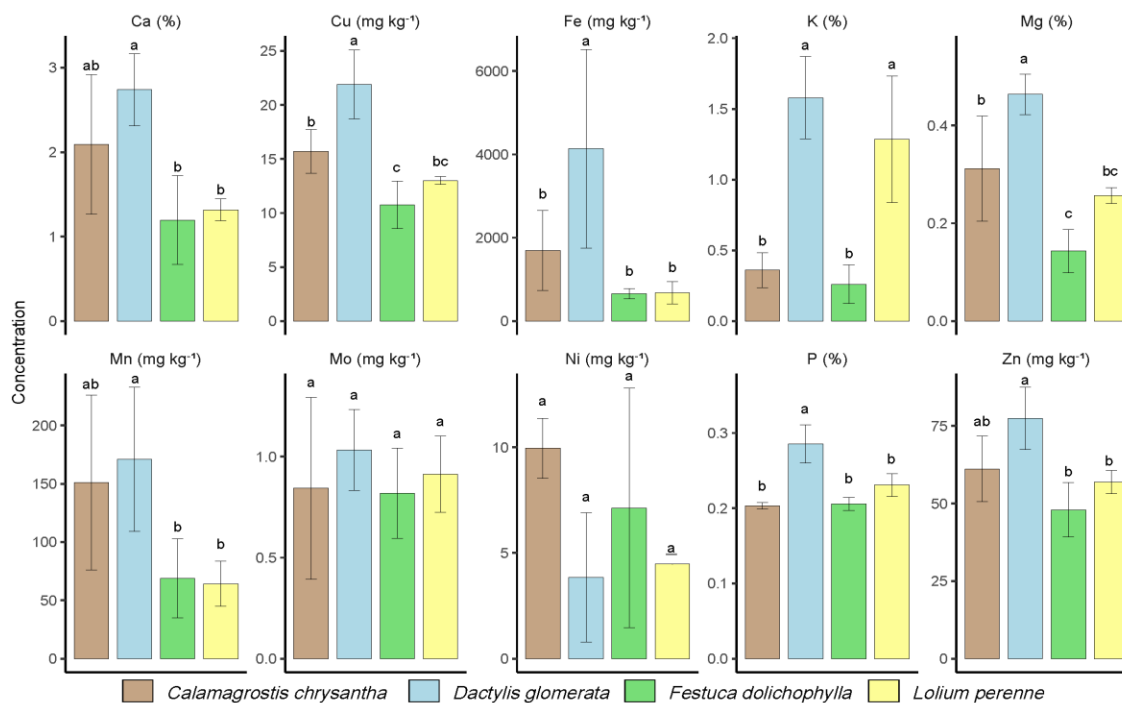 Ca (%) Cu (mg kg⁻¹) Fe (mg kg⁻¹) K (%) Mg (%)
3
2
1
0
ab
a
b
b
25
20
15
10
5
0
b
a
c
bc
6000
4000
2000
0
b
a
b
b
2.0
1.5
1.0
0.5
0.0
b
a
b
a
0.4
0.2
0.0
b
a
c
bc
Concentration
Mn (mg kg⁻¹) Mo (mg kg⁻¹) Ni (mg kg⁻¹) P (%) Zn (mg kg⁻¹)
200
150
100
50
0
ab
a
b
b
1.0
0.5
0.0
a
a
a
a
10
5
0
a
a
a
a
0.3
0.2
0.1
0.0
b
a
b
b
75
50
25
0
ab
a
b
b
Calamagrostis chrysantha Dactylis glomerata Festuca dolichophylla Lolium perenne